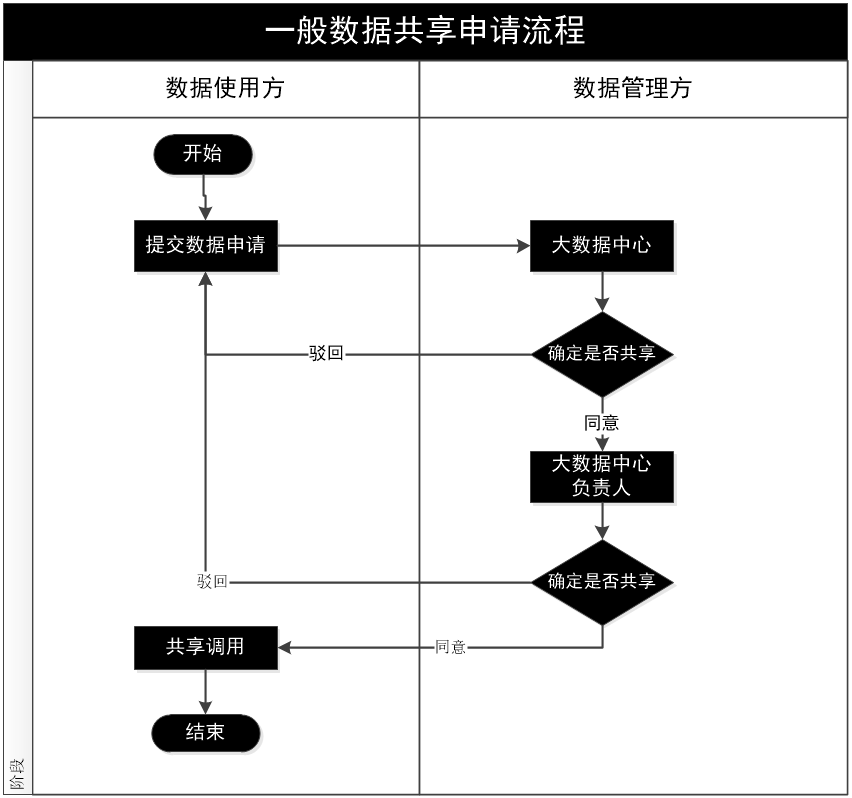 一般数据共享申请流程
数据使用方
数据管理方
开始
提交数据申请
大数据中心
驳回
确定是否共享
同意
大数据中心
负责人
驳回
确定是否共享
共享调用
同意
结束
阶段